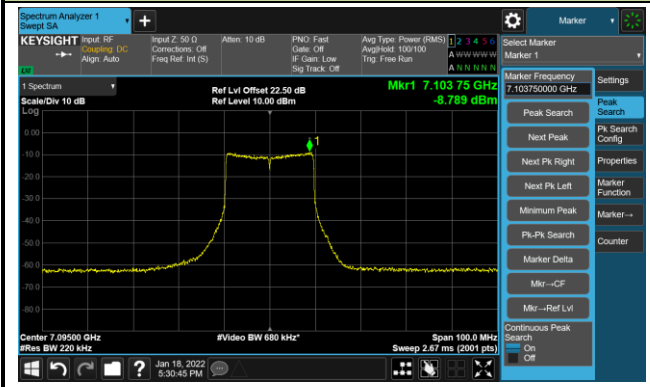 Spectrum Analyzer 1
Swept SA
Marker
KEYSIGHT
Input: RF
Coupling: DC
Align: Auto
Input Z: 50 Ω
Corrections: Off
Freq Ref: Int (S)
Atten: 10 dB
PNO: Fast
Gate: Off
IF Gain: Low
Sig Track: Off
Avg Type: Power (RMS)
Avg|Hold: 100/100
Trig: Free Run
1 2 3 4 5 6
A W W W W W
A N N N N N
LXI
Select Marker
Marker 1
1 Spectrum
Scale/Div 10 dB
Log
Ref Lvl Offset 22.50 dB
Ref Level 10.00 dBm
Mkr1 7.103 75 GHz
-8.789 dBm
0.00
-10.0
-20.0
-30.0
-40.0
-50.0
-60.0
-70.0
-80.0
1
Center 7.09500 GHz
#Res BW 220 kHz
#Video BW 680 kHz*
Span 100.0 MHz
Sweep 2.67 ms (2001 pts)
Marker Frequency
7.103750000 GHz
Peak Search
Next Peak
Next Pk Right
Next Pk Left
Minimum Peak
Pk-Pk Search
Marker Delta
Mkr→CF
Mkr→Ref Lvl
Continuous Peak
Search
On
Off
Settings
Peak
Search
Pk Search
Config
Properties
Marker
Function
Marker→
Counter
Jan 18, 2022
5:30:45 PM